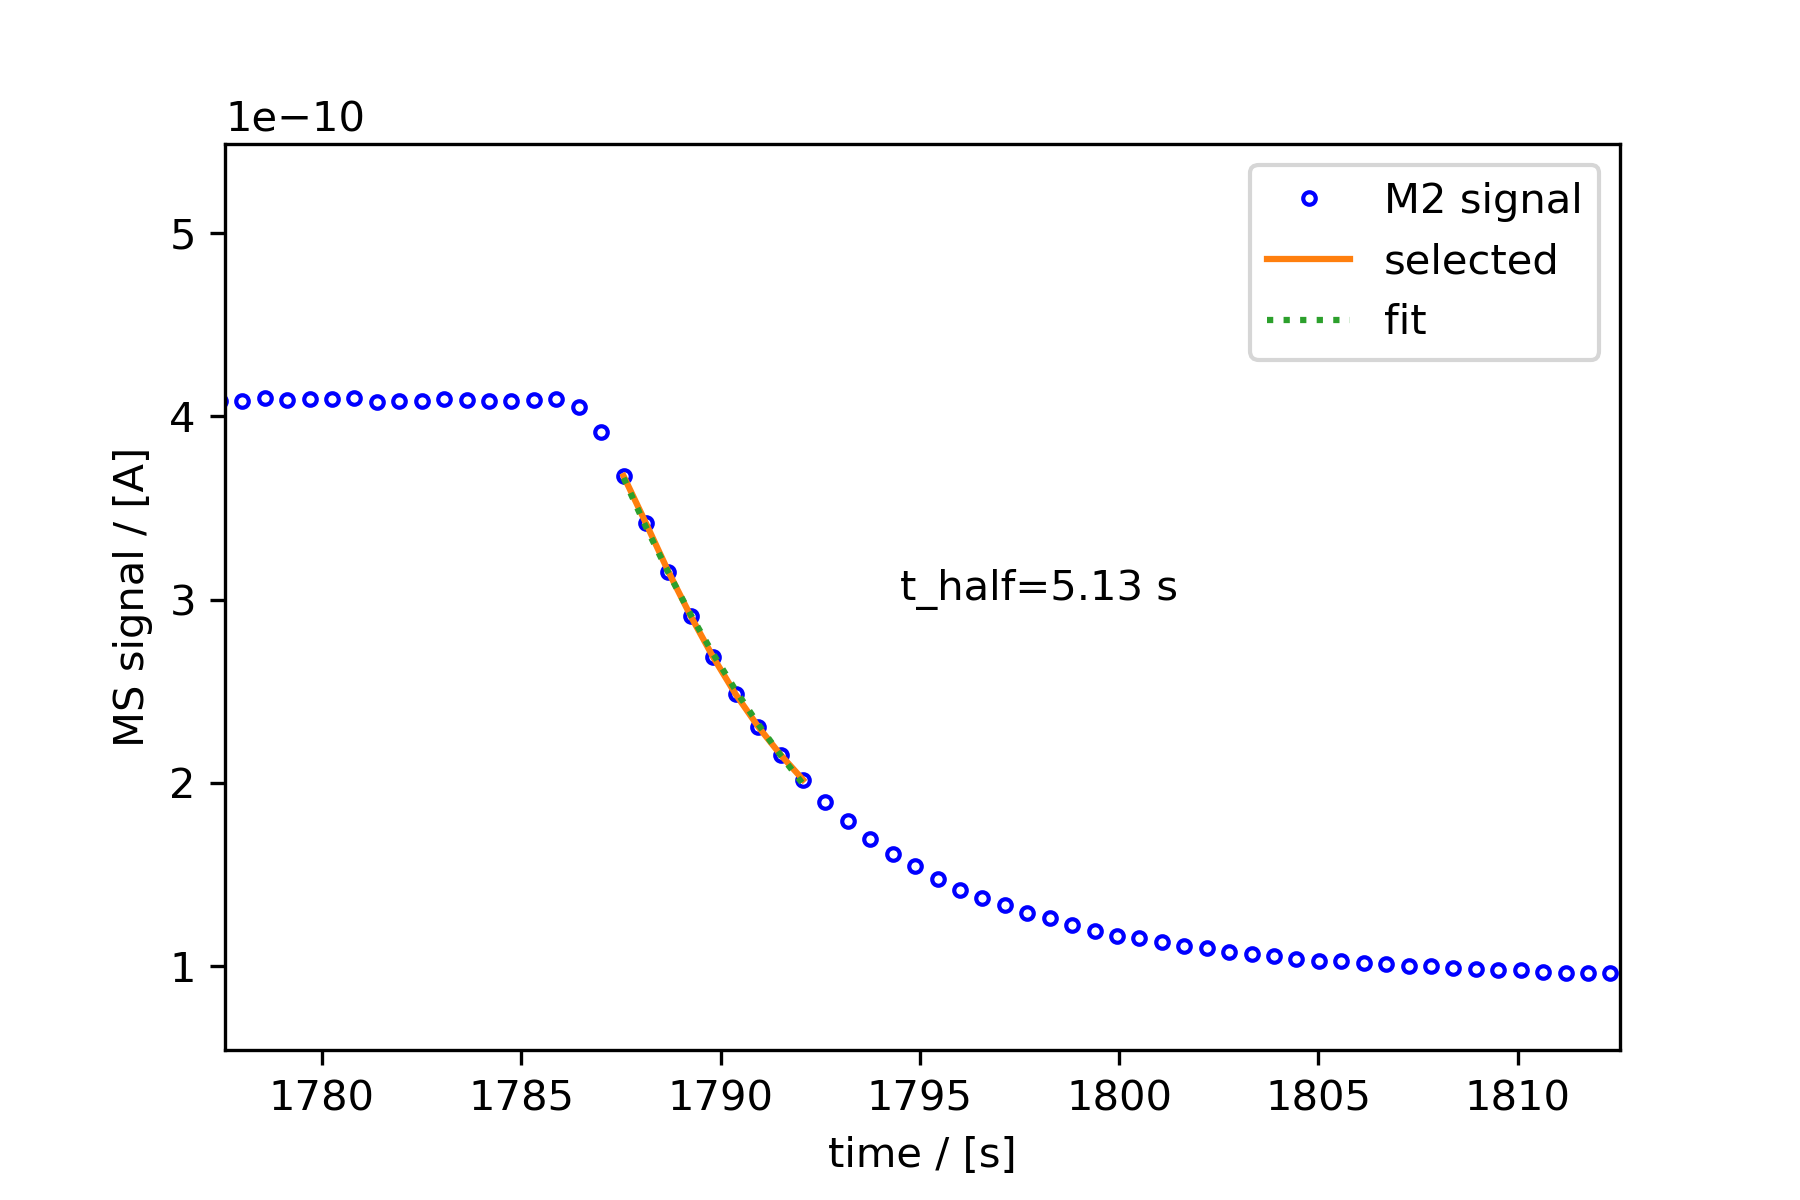 1e−10
M2 signal
selected
fit
5
4
3
2
1
MS signal / [A]
t_half=5.13 s
1780 1785 1790 1795 1800 1805 1810
time / [s]